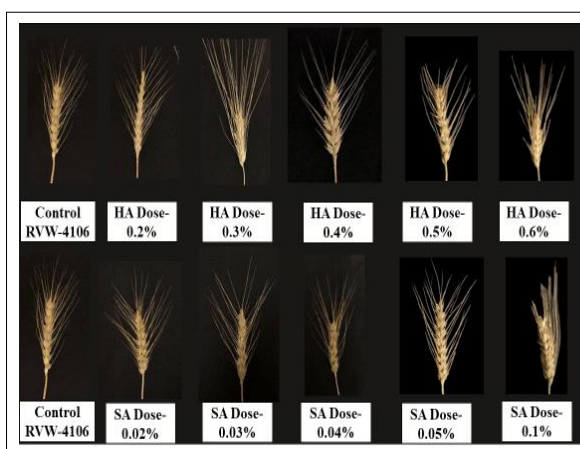 Control
RVW-4106
HA Dose-
0.2%
HA Dose-
0.3%
HA Dose-
0.4%
HA Dose-
0.5%
HA Dose-
0.6%
Control
RVW-4106
SA Dose-
0.02%
SA Dose-
0.03%
SA Dose-
0.04%
SA Dose-
0.05%
SA Dose-
0.1%